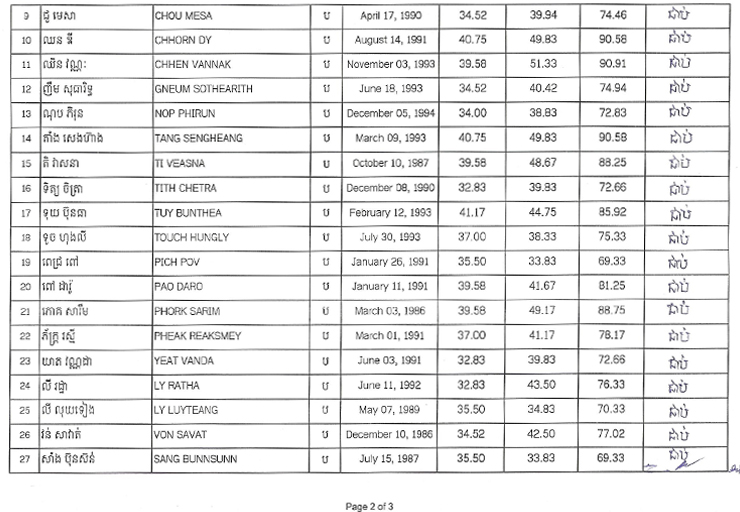 9 ជូ មេសា CHOU MESA ប April 17, 1990 34.52 39.94 74.46 ជាប់
10 ឈន ឌី CHHORN DY ប August 14, 1991 40.75 49.83 90.58 ជាប់
11 ឈិន វណ្ណៈ CHHEN VANNAK ប November 03, 1993 39.58 51.33 90.91 ជាប់
12 ញឹម សុធារិទ្ធ GNEUM SOTHEARITH ប June 18, 1993 34.52 40.42 74.94 ជាប់
13 ណុប ភិរុន NOP PHIRUN ប December 05, 1994 34.00 38.83 72.83 ជាប់
14 តាំង សេងហ៊ាង TANG SENGHEANG ប March 09, 1993 40.75 49.83 90.58 ជាប់
15 តិ វាសនា TI VEASNA ប October 10, 1987 39.58 48.67 88.25 ជាប់
16 ទិត្យ ចិត្រា TITH CHETRA ប December 08, 1990 32.83 39.83 72.66 ជាប់
17 ទុយ ប៊ុនធា TUY BUNTHEA ប February 12, 1993 41.17 44.75 85.92 ជាប់
18 ទូច ហុងលី TOUCH HUNGLY ប July 30, 1993 37.00 38.33 75.33 ជាប់
19 ពេជ្រ ពៅ PICH POV ប January 26, 1991 35.50 33.83 69.33 ជាប់
20 ពៅ ដារ៉ូ PAO DARO ប January 11, 1991 39.58 41.67 81.25 ជាប់
21 ភោគ សារឹម PHORK SARIM ប March 03, 1986 39.58 49.17 88.75 ជាប់
22 ភ័ក្ត្រ ស្មី PHEAK REAKSMEY ប March 01, 1991 37.00 41.17 78.17 ជាប់
23 យាត វណ្ណដា YEAT VANDA ប June 03, 1991 32.83 39.83 72.66 ជាប់
24 លី រដ្ឋា LY RATHA ប June 11, 1992 32.83 43.50 76.33 ជាប់
25 លី លុយទៀង LY LUYTEANG ប May 07, 1989 35.50 34.83 70.33 ជាប់
26 វ៉ន់ សាវ៉ាត់ VON SAVAT ប December 10, 1986 34.52 42.50 77.02 ជាប់
27 សាំង ប៊ុនស៊ន់ SANG BUNNSUNN ប July 15, 1987 35.50 33.83 69.33 ជាប់
Page 2 of 3